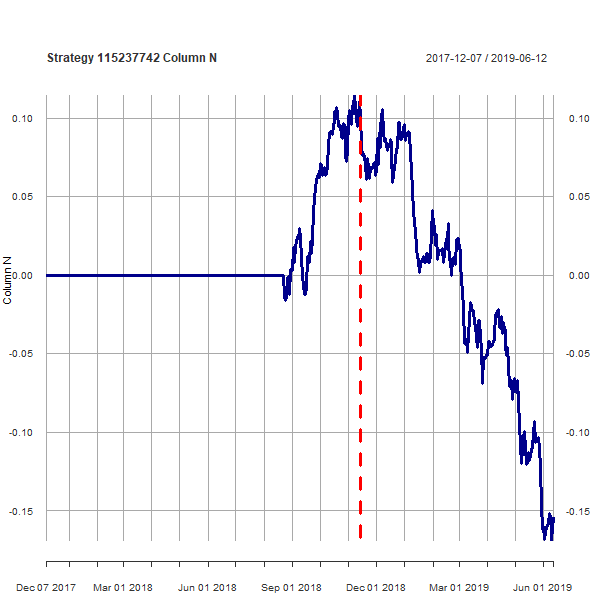 Strategy 115237742 Column N
2017-12-07 / 2019-06-12
0.10
0.10
0.05
0.05
0.00
0.00
-0.05
-0.05
-0.10
-0.10
-0.15
-0.15
Column N
Dec 07 2017
Mar 01 2018
Jun 01 2018
Sep 01 2018
Dec 01 2018
Mar 01 2019
Jun 01 2019